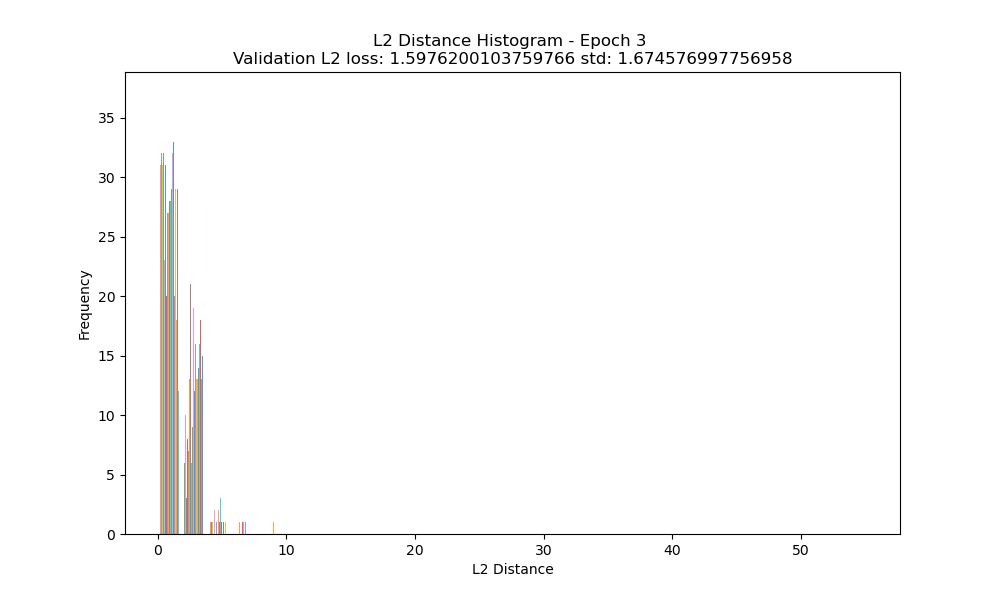 L2 Distance Histogram - Epoch 3
Validation L2 loss: 1.5976200103759766 std: 1.674576997756958
Frequency
35
30
25
20
15
10
5
0
0 10 20 30 40 50
L2 Distance